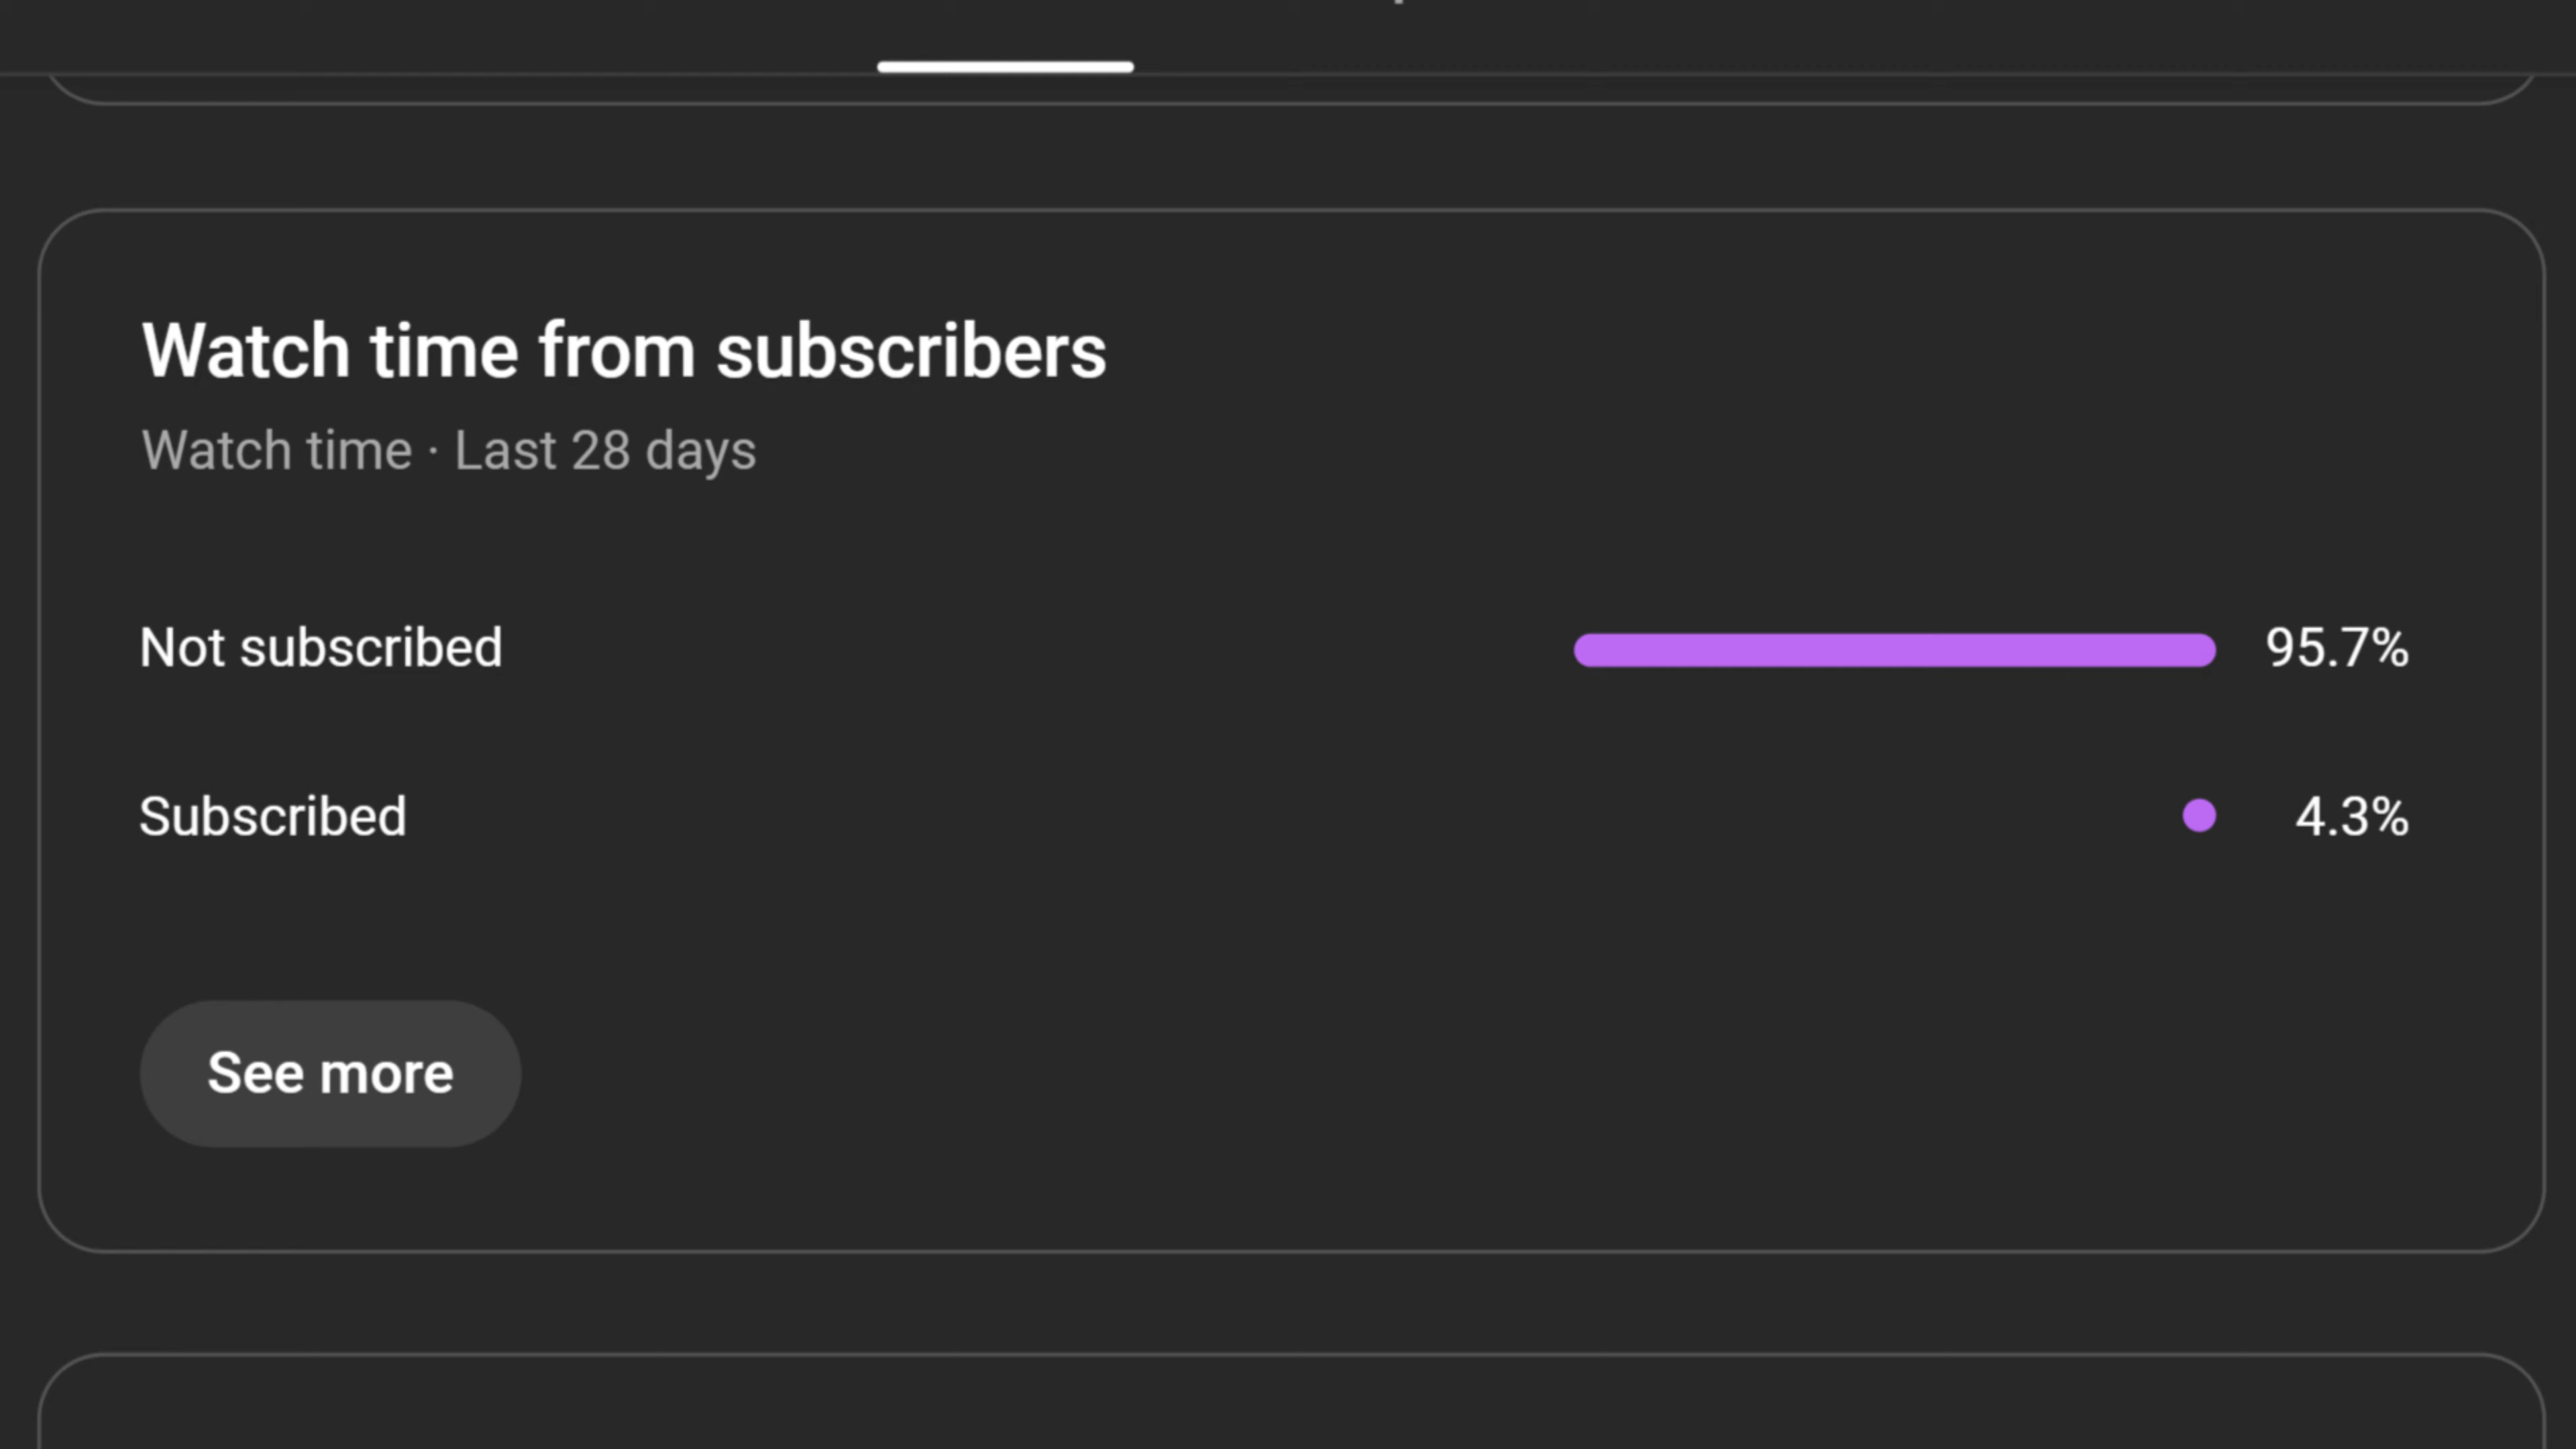 Watch time from subscribers
Watch time · Last 28 days
Not subscribed 95.7%
Subscribed 4.3%
See more